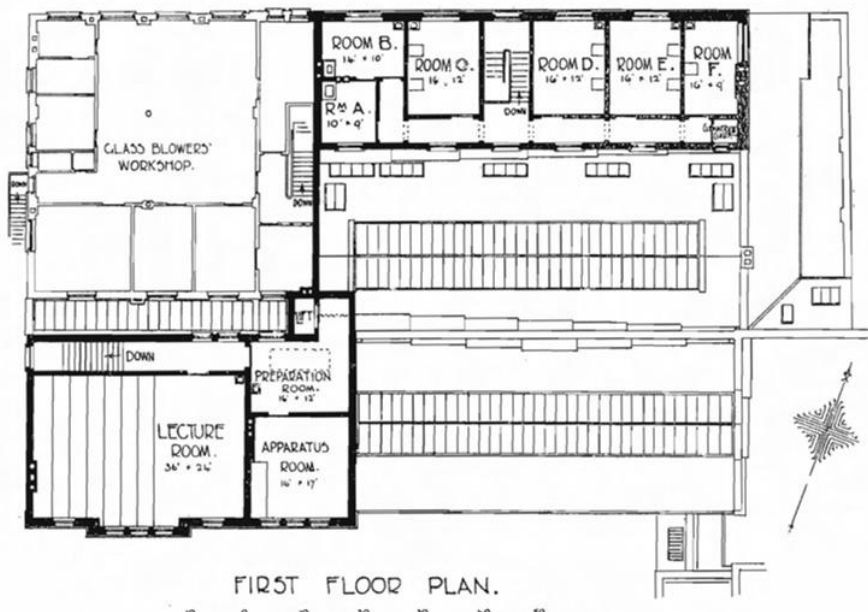 ROOM B.
16' × 10'
ROOM C.
16 . 12'
ROOM D.
16' × 12'
ROOM E.
16' × 12'
ROOM
F.
16' × 9'
RM A.
10' × 9'
DOWN
GLASS BLOWERS'
WORKSHOP.
DOWN
DOWN
LIFT
DOWN
PREPARATION
ROOM.
16' × 12'
LECTURE
ROOM.
36' × 26'
APPARATUS
ROOM.
16' × 17'
FIRST FLOOR PLAN.